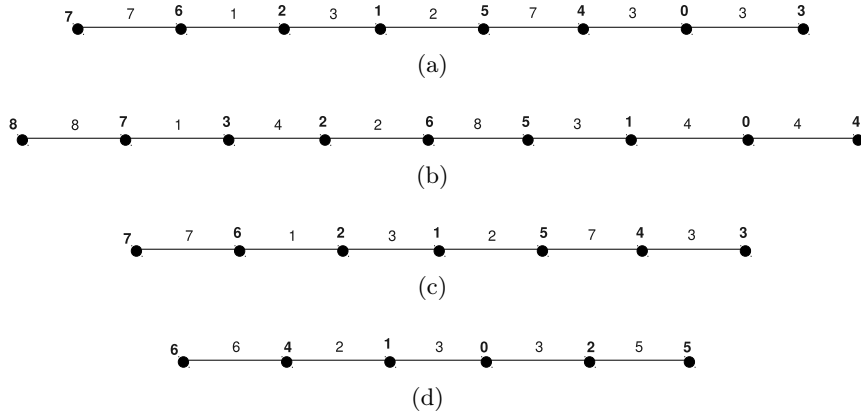 7 7 6 1 2 3 1 2 5 7 4 3 0 3 3
(a)
8 8 7 1 3 4 2 2 6 8 5 3 1 4 0 4 4
(b)
7 7 6 1 2 3 1 2 5 7 4 3 3
(c)
6 6 4 2 1 3 0 3 2 5 5
(d)